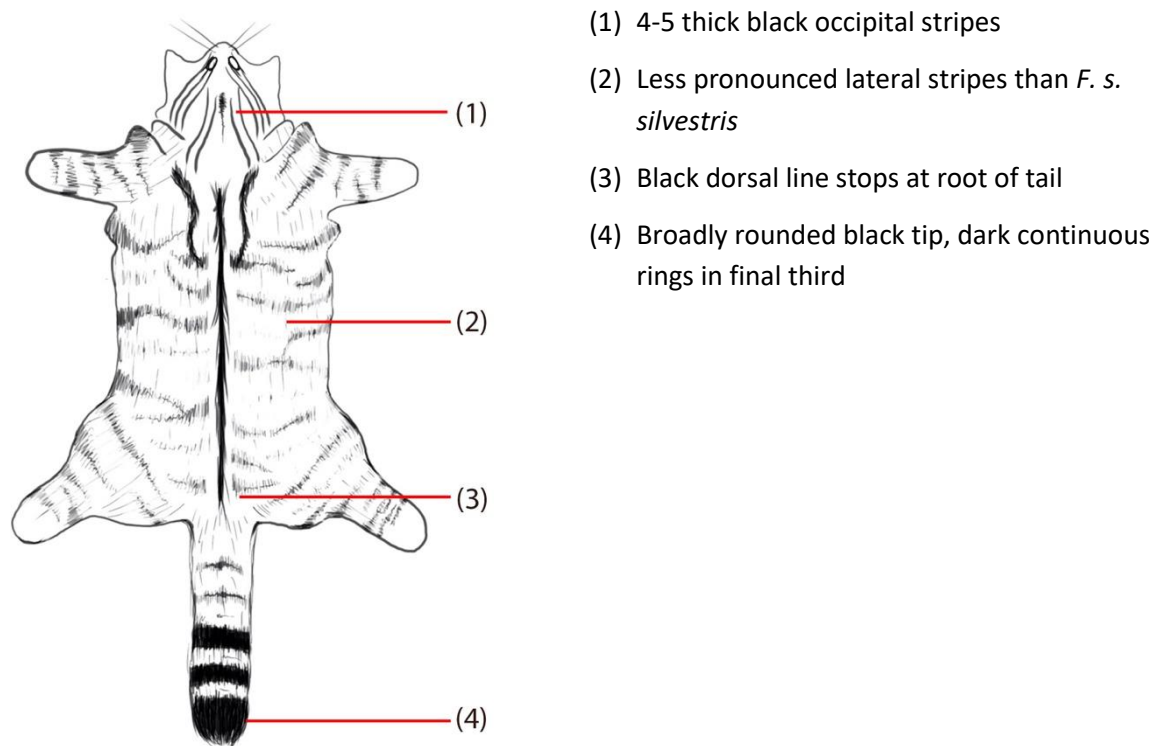 (1) 4-5 thick black occipital stripes
(2) Less pronounced lateral stripes than F. s.
silvestris
(3) Black dorsal line stops at root of tail
(4) Broadly rounded black tip, dark continuous
rings in final third
(1)
(2)
(3)
(4)